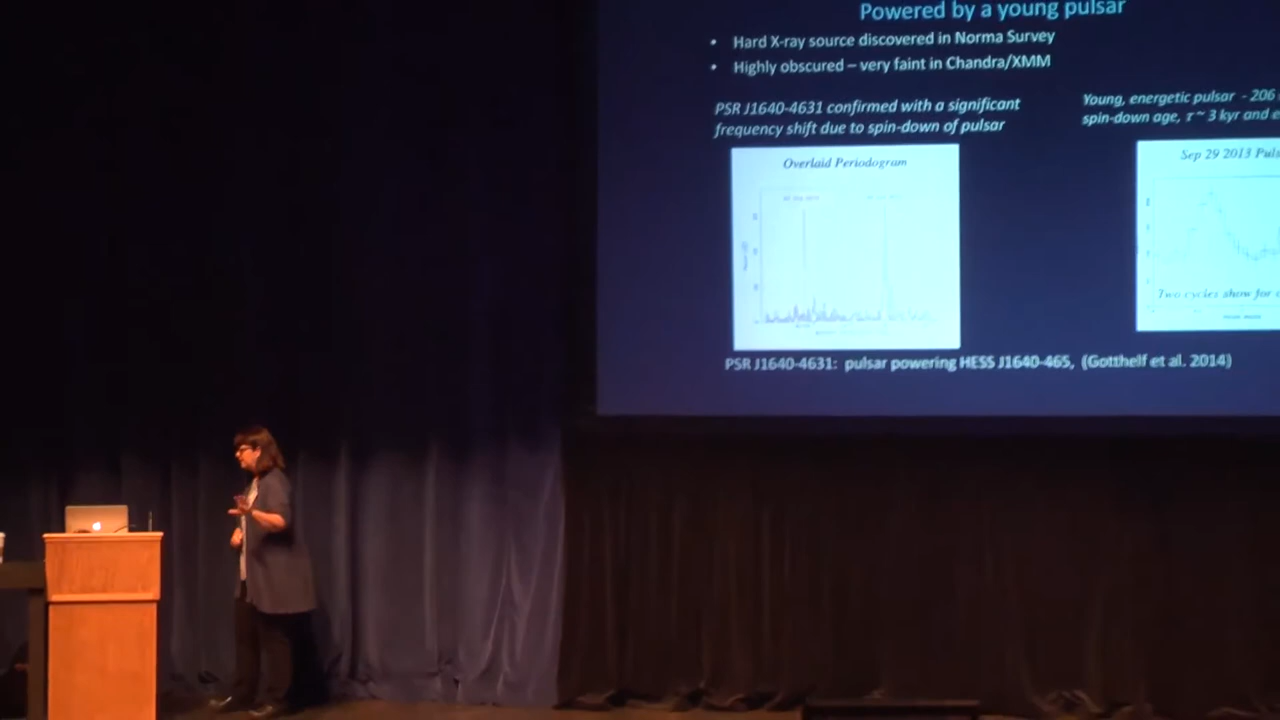 Powered by a young pulsar
• Hard X-ray source discovered in Norma Survey
• Highly obscured – very faint in Chandra/XMM
PSR J1640-4631 confirmed with a significant
frequency shift due to spin-down of pulsar
Young, energetic pulsar - 206
spin-down age, τ ~ 3 kyr and e
Overlaid Periodogram
Sep 29 2013 Puls
Two cycles show for c
PSR J1640-4631: pulsar powering HESS J1640-465, (Gotthelf et al. 2014)